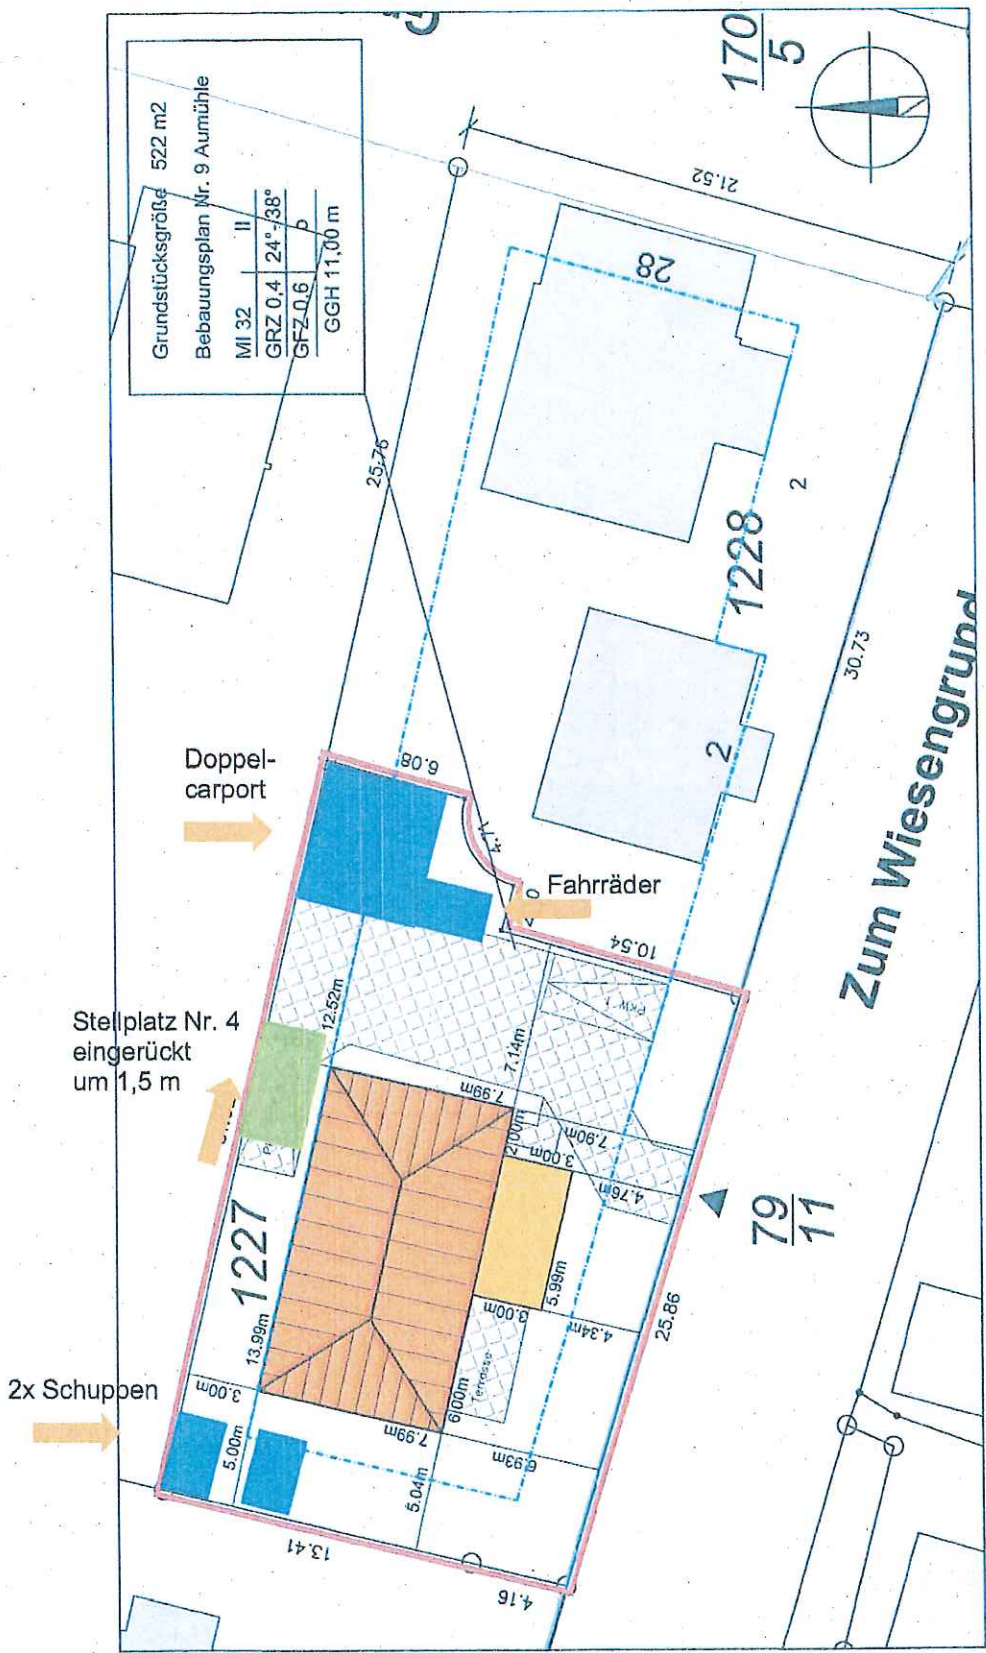 Grundstücksgröße 522 m2
Bebauungsplan Nr. 9 Aumühle
MI 32 II
GRZ 0,4 24°-38°
GFZ 0,6 o
GGH 11,00 m
170
5
21.52
28
25.76
1228
2
2
30.73
Zum Wiesengrund
Doppel-
carport
6.08
4.71
Fahrräder
10.54
PKW 1
Stellplatz Nr. 4
eingerückt
um 1,5 m
12.52m
7.14m
7.99m
2.00m
7.90m
3.00m
4.76m
79
11
1227
13.99m
5.99m
3.00m
4.34m
25.86
Terrasse
2x Schuppen
3.00m
6.00m
7.99m
5.00m
6.93m
5.04m
13.41
4.16